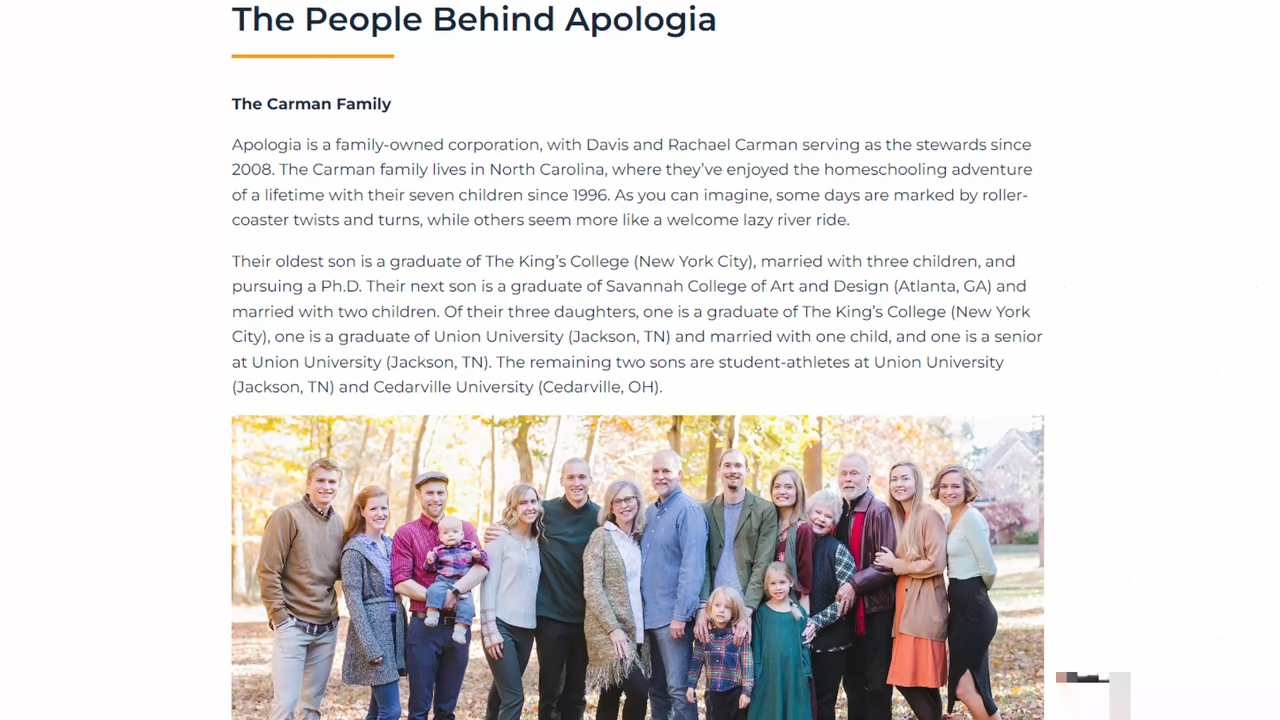 The People Behind Apologia
The Carman Family
Apologia is a family-owned corporation, with Davis and Rachael Carman serving as the stewards since
2008. The Carman family lives in North Carolina, where they’ve enjoyed the homeschooling adventure
of a lifetime with their seven children since 1996. As you can imagine, some days are marked by roller-
coaster twists and turns, while others seem more like a welcome lazy river ride.
Their oldest son is a graduate of The King’s College (New York City), married with three children, and
pursuing a Ph.D. Their next son is a graduate of Savannah College of Art and Design (Atlanta, GA) and
married with two children. Of their three daughters, one is a graduate of The King’s College (New York
City), one is a graduate of Union University (Jackson, TN) and married with one child, and one is a senior
at Union University (Jackson, TN). The remaining two sons are student-athletes at Union University
(Jackson, TN) and Cedarville University (Cedarville, OH).